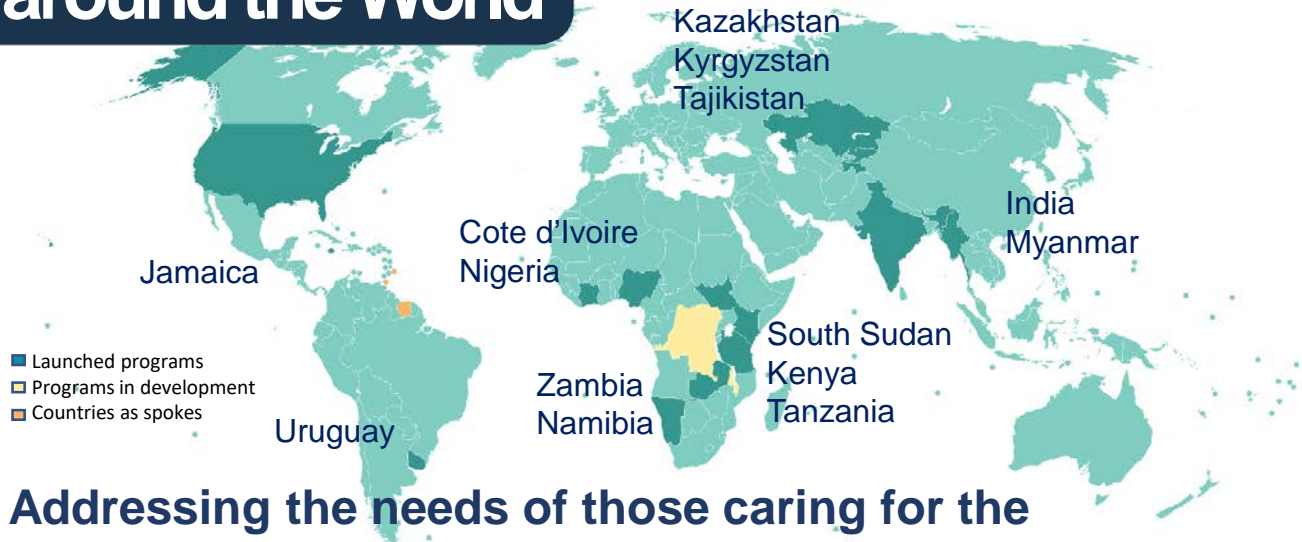 around the World
Kazakhstan
Kyrgyzstan
Tajikistan
India
Myanmar
Cote d'Ivoire
Nigeria
Jamaica
South Sudan
Kenya
Tanzania
Launched programs
Programs in development
Countries as spokes
Zambia
Namibia
Uruguay
Addressing the needs of those caring for the